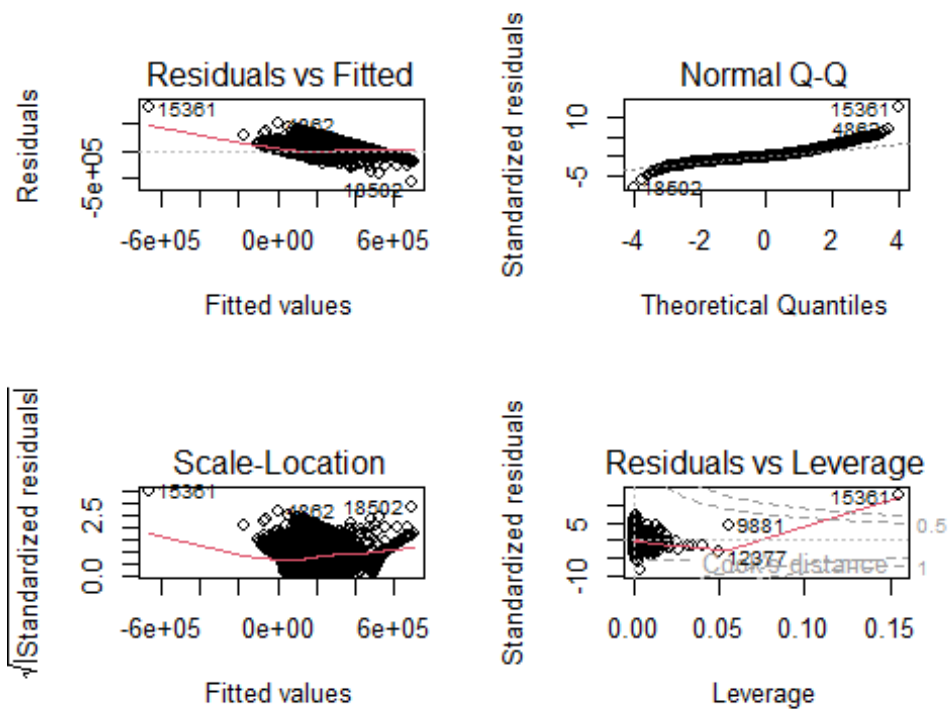 Residuals vs Fitted
Residuals
-5e+05
15361
4862
18502
-6e+05 0e+00 6e+05
Fitted values
Normal Q-Q
Standardized residuals
-5 10
15361
4862
18502
-4 -2 0 2 4
Theoretical Quantiles
Scale-Location
√|Standardized residuals|
0.0 2.5
15361
4862
18502
-6e+05 0e+00 6e+05
Fitted values
Residuals vs Leverage
Standardized residuals
-10 5
15361
9881
12377
Cook's distance
0.5
1
0.00 0.05 0.10 0.15
Leverage